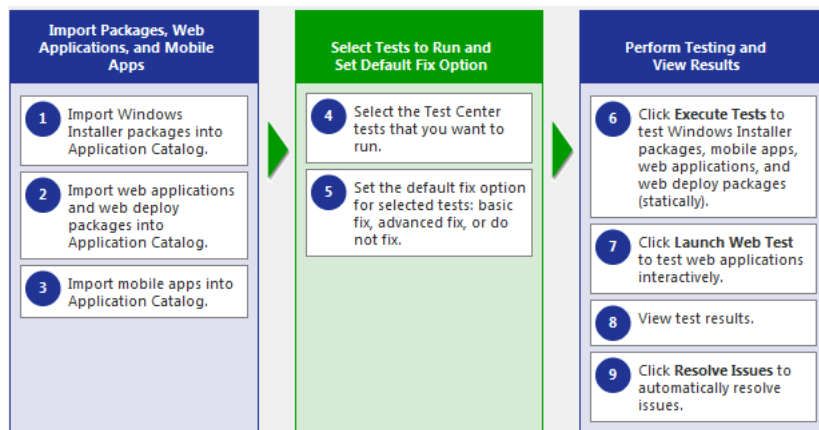 Import Packages, Web
Applications, and Mobile
Apps
1
Import Windows
Installer packages into
Application Catalog.
2
Import web applications
and web deploy
packages into
Application Catalog.
3
Import mobile apps into
Application Catalog.
Select Tests to Run and
Set Default Fix Option
4
Select the Test Center
tests that you want to
run.
5
Set the default fix option
for selected tests: basic
fix, advanced fix, or do
not fix.
Perform Testing and
View Results
6
Click Execute Tests to
test Windows Installer
packages, mobile apps,
web applications, and
web deploy packages
(statically).
7
Click Launch Web Test
to test web applications
interactively.
8
View test results.
9
Click Resolve Issues to
automatically resolve
issues.